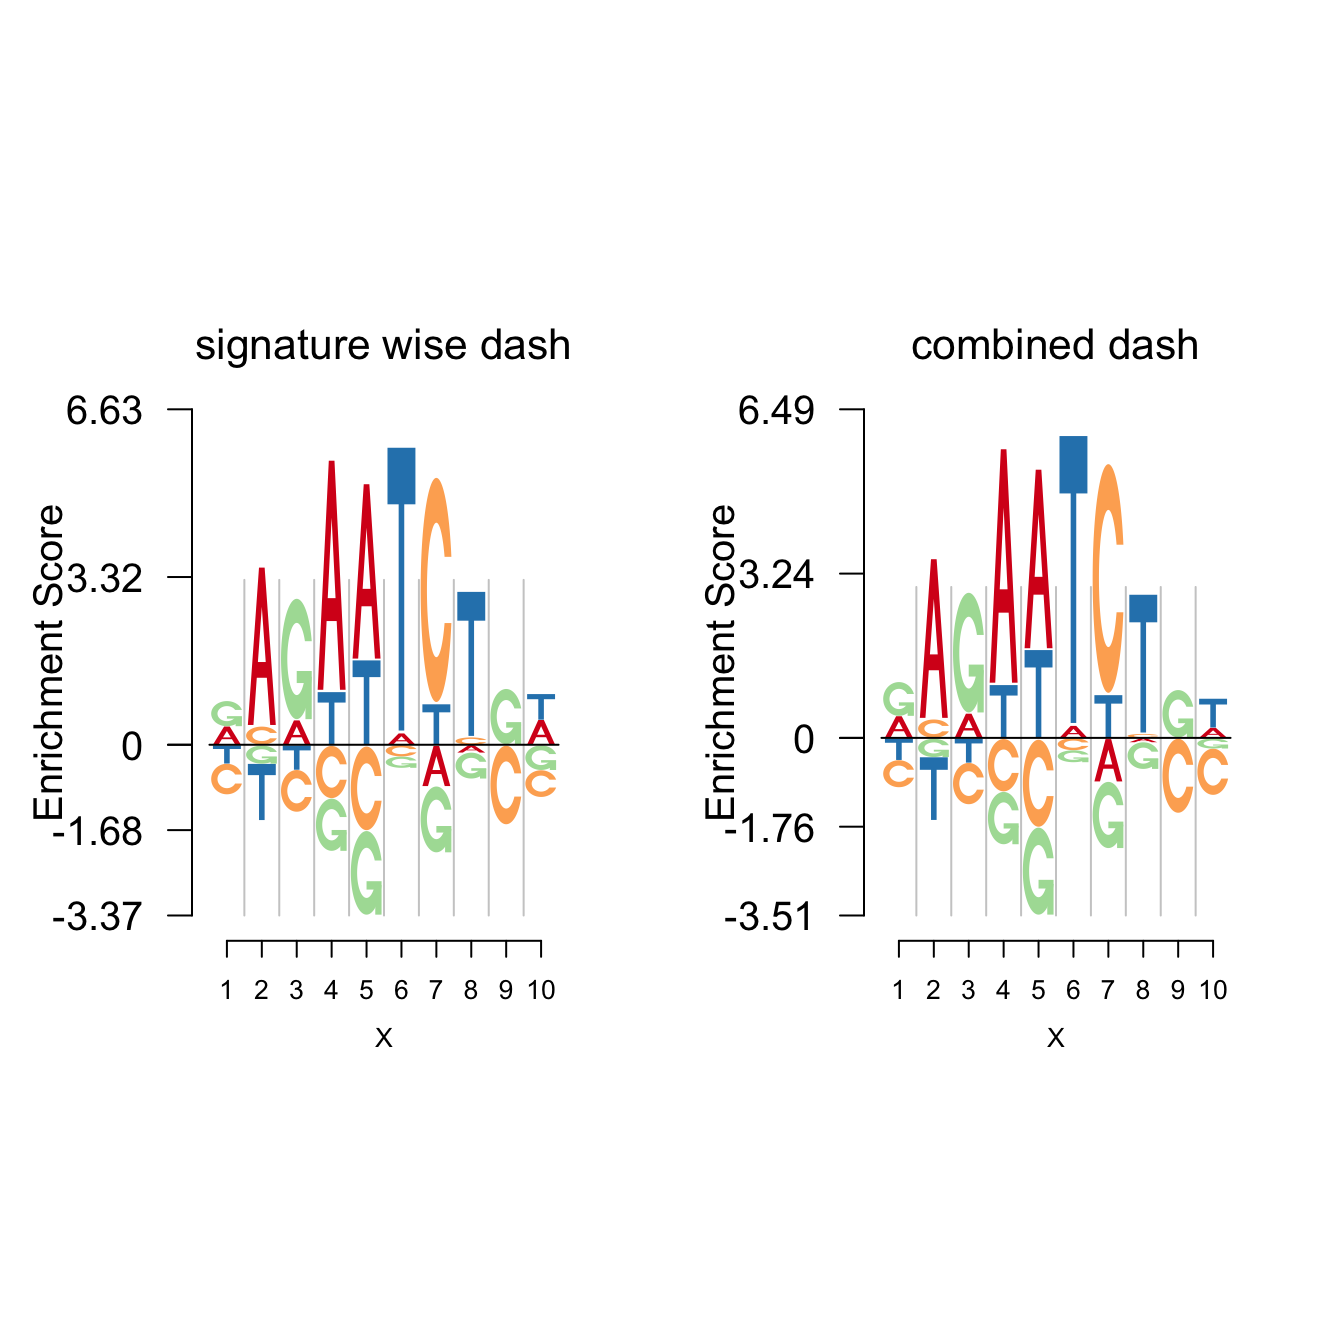 signature wise dash
6.63
3.32
0
-1.68
-3.37
Enrichment Score
G A T C
A C G T
G A T C
A T C G
A T C G
T A C G
C T A G
T C A G
G C
T A G C
1 2 3 4 5 6 7 8 9 10
X
combined dash
6.49
3.24
0
-1.76
-3.51
Enrichment Score
G A T C
A C G T
G A T C
A T C G
A T C G
T A C G
C T A G
T C A G
G C
T A G C
1 2 3 4 5 6 7 8 9 10
X